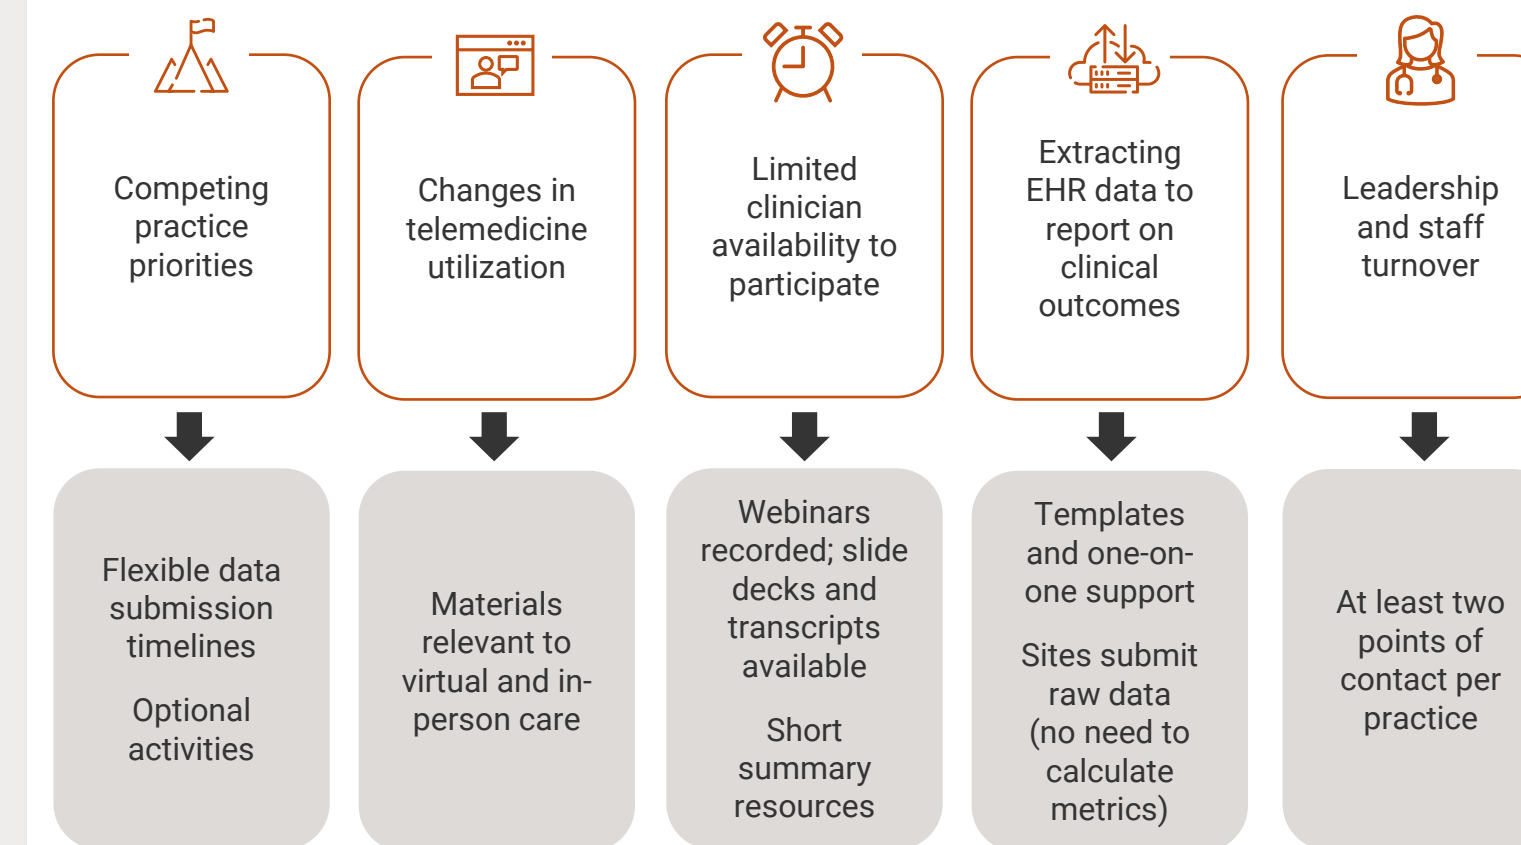 Competing
practice
priorities
Changes in
telemedicine
utilization
Limited
clinician
availability to
participate
Extracting
EHR data to
report on
clinical
outcomes
Leadership
and staff
turnover
Flexible data
submission
timelines
Optional
activities
Materials
relevant to
virtual and in-
person care
Webinars
recorded; slide
decks and
transcripts
available
Short
summary
resources
Templates
and one-on-
one support
Sites submit
raw data
(no need to
calculate
metrics)
At least two
points of
contact per
practice